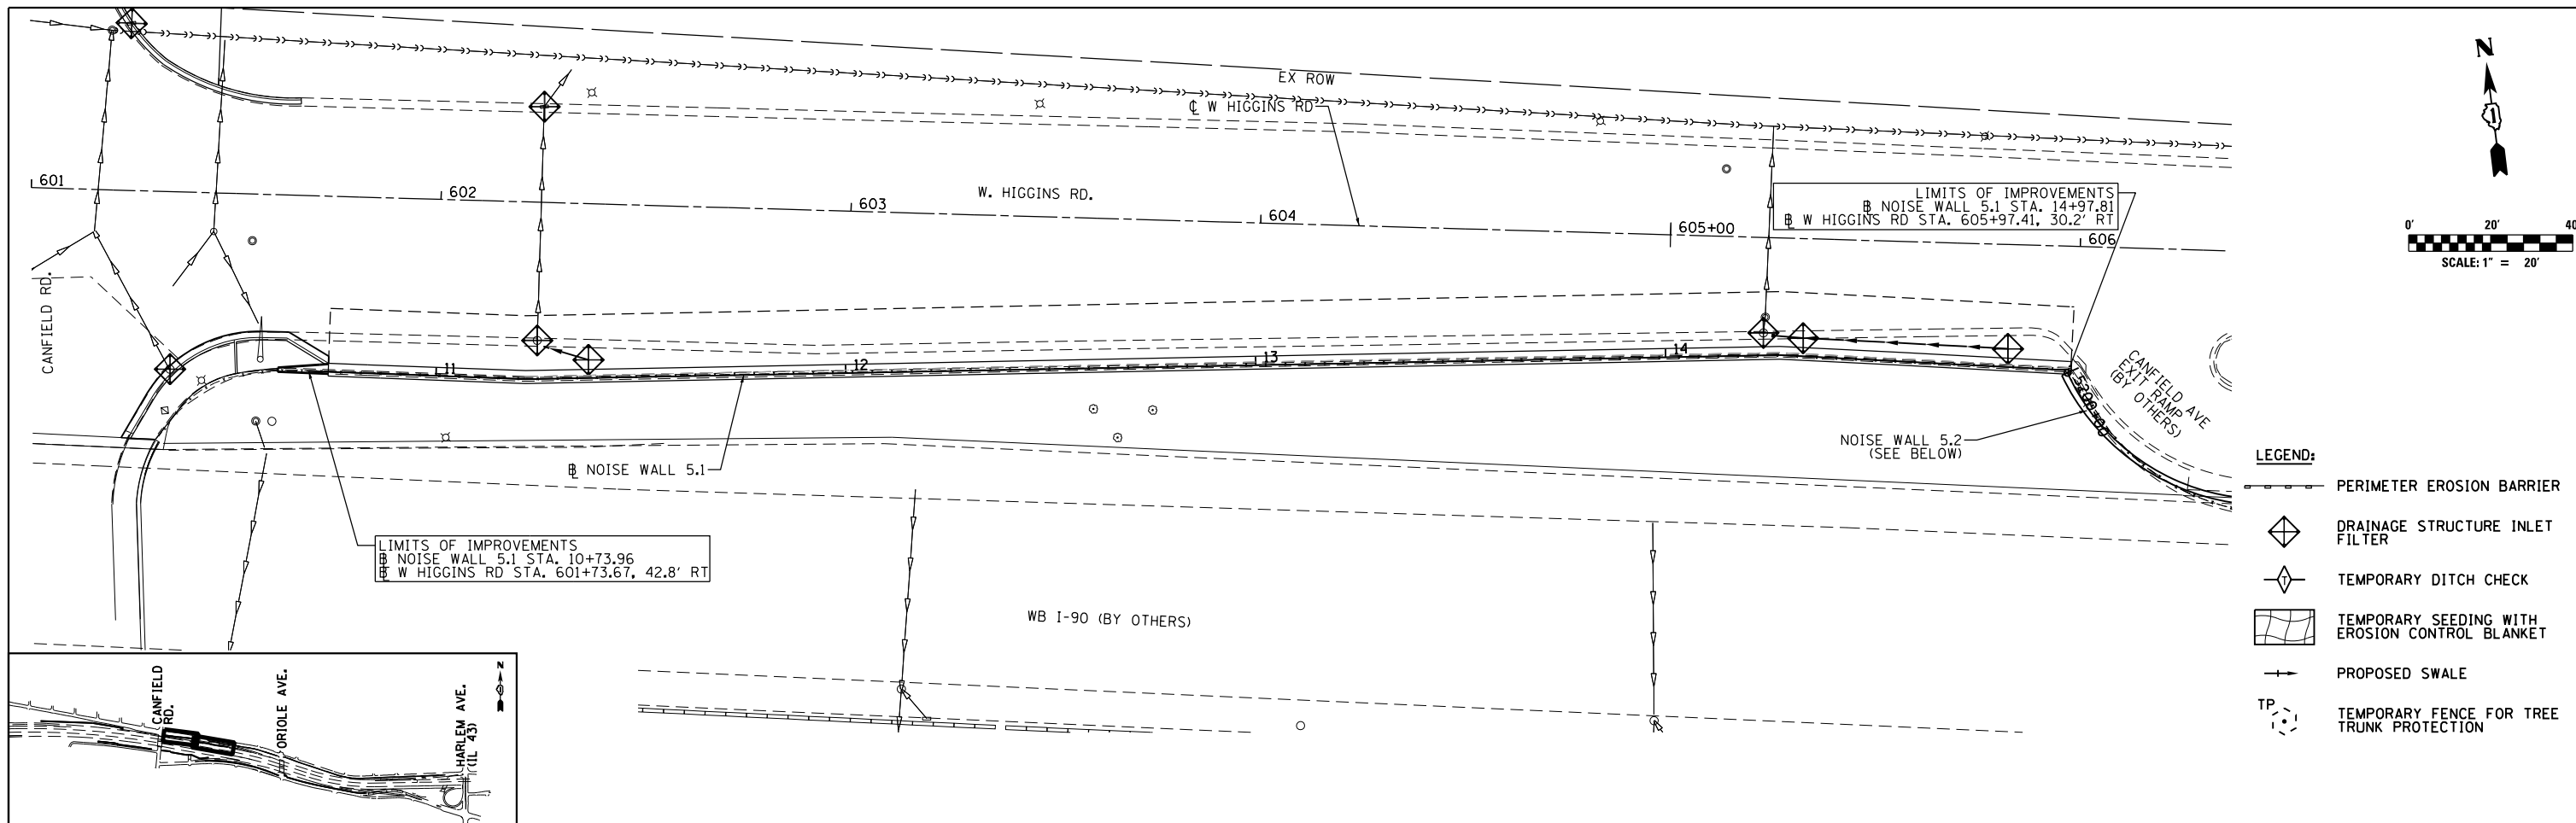 EX ROW
℄ W HIGGINS RD
N
1
601
602
603
604
605+00
606
W. HIGGINS RD.
LIMITS OF IMPROVEMENTS
℄ NOISE WALL 5.1 STA. 14+97.81
℄ W HIGGINS RD STA. 605+97.41, 30.2' RT
0' 20' 40
SCALE: 1" = 20'
CANFIELD RD.
11
12
13
14
CANFIELD AVE
EXIT RAMP
(BY
OTHERS)
NOISE WALL 5.2
(SEE BELOW)
℄ NOISE WALL 5.1
LIMITS OF IMPROVEMENTS
℄ NOISE WALL 5.1 STA. 10+73.96
℄ W HIGGINS RD STA. 601+73.67, 42.8' RT
WB I-90 (BY OTHERS)
LEGEND:
PERIMETER EROSION BARRIER
DRAINAGE STRUCTURE INLET
FILTER
T
TEMPORARY DITCH CHECK
TEMPORARY SEEDING WITH
EROSION CONTROL BLANKET
PROPOSED SWALE
TP
TEMPORARY FENCE FOR TREE
TRUNK PROTECTION
CANFIELD
RD.
ORIOLE AVE.
HARLEM AVE.
(IL 43)
N